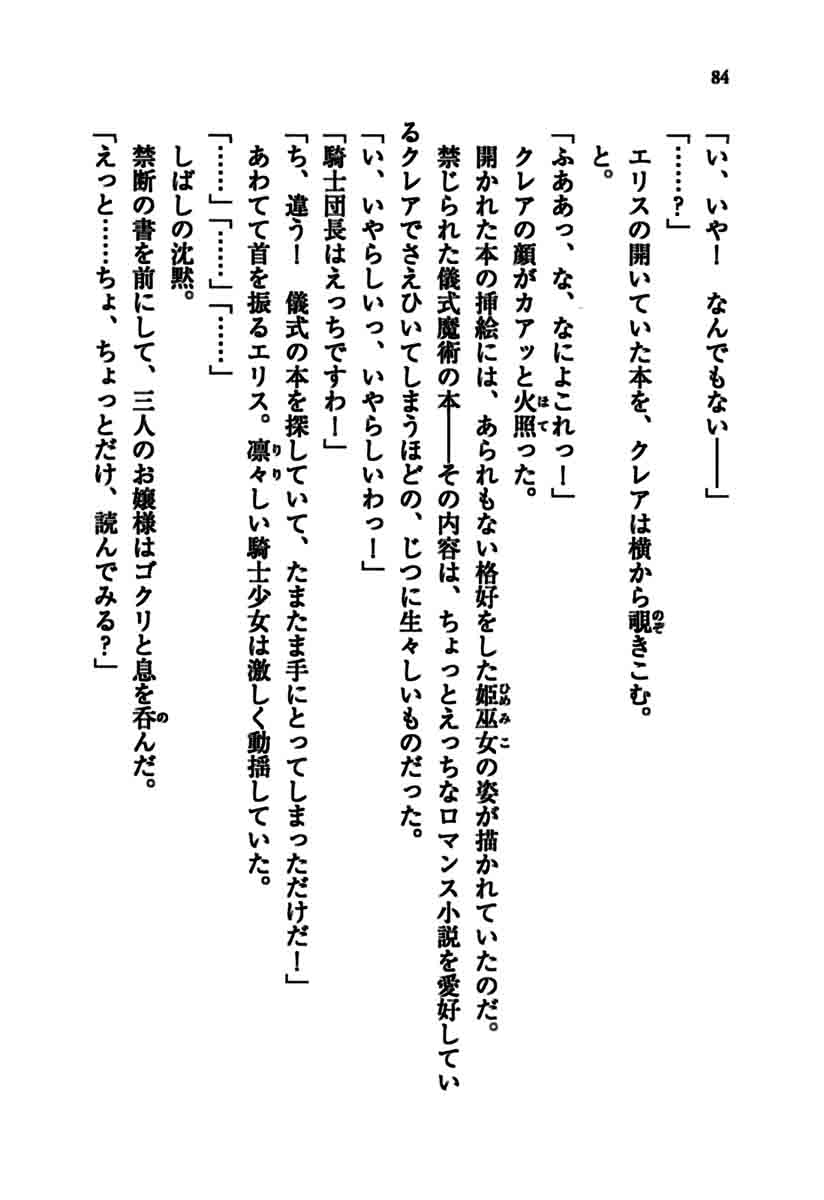 84
「い、いや！　なんでもない――」
「……？」
　エリスの開いていた本を、クレアは横から覗きこむ。
　と。
「ふああっ、な、なによこれっ！」
　クレアの顔がカアッと火照った。
　開かれた本の挿絵には、あられもない格好をした姫巫女の姿が描かれていたのだ。
　禁じられた儀式魔術の本――その内容は、ちょっとえっちなロマンス小説を愛好してい
るクレアでさえひいてしまうほどの、じつに生々しいものだった。
「い、いやらしいっ、いやらしいわっ！」
「騎士団長はえっちですわ！」
「ち、違う！　儀式の本を探していて、たまたま手にとってしまっただけだ！」
　あわてて首を振るエリス。凛々しい騎士少女は激しく動揺していた。
「……」「……」「……」
　しばしの沈黙。
　禁断の書を前にして、三人のお嬢様はゴクリと息を呑んだ。
「えっと……ちょ、ちょっとだけ、読んでみる？」